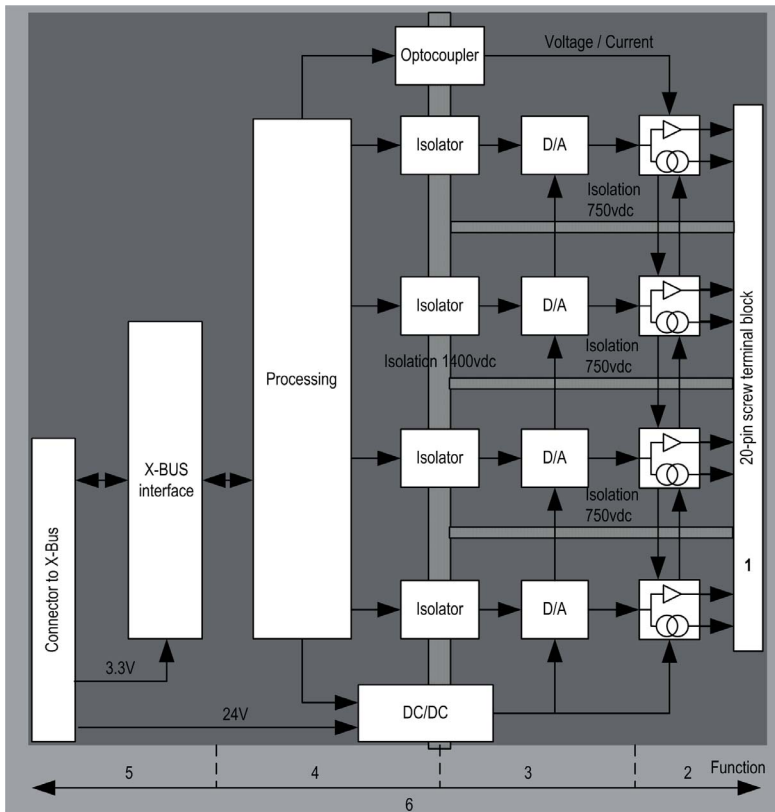 Optocoupler
Voltage / Current
Isolator
D/A
Isolation
750vdc
Isolator
D/A
Isolation 1400vdc
Isolation
750vdc
Processing
X-BUS
interface
Isolator
D/A
Isolation
750vdc
Isolator
D/A
20-pin screw terminal block
1
Connector to X-Bus
3.3V
24V
DC/DC
5
4
3
2
Function
6